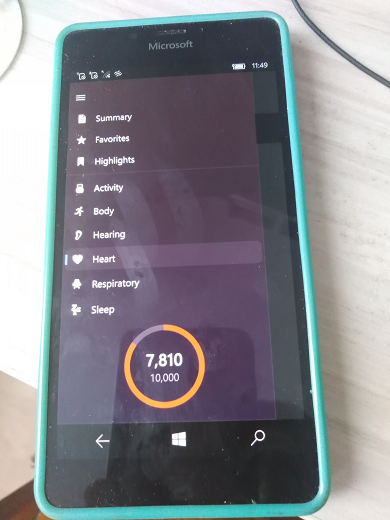 Microsoft
11:49
Summary
Favorites
Highlights
Activity
Body
Hearing
Heart
Respiratory
Sleep
7,810
10,000